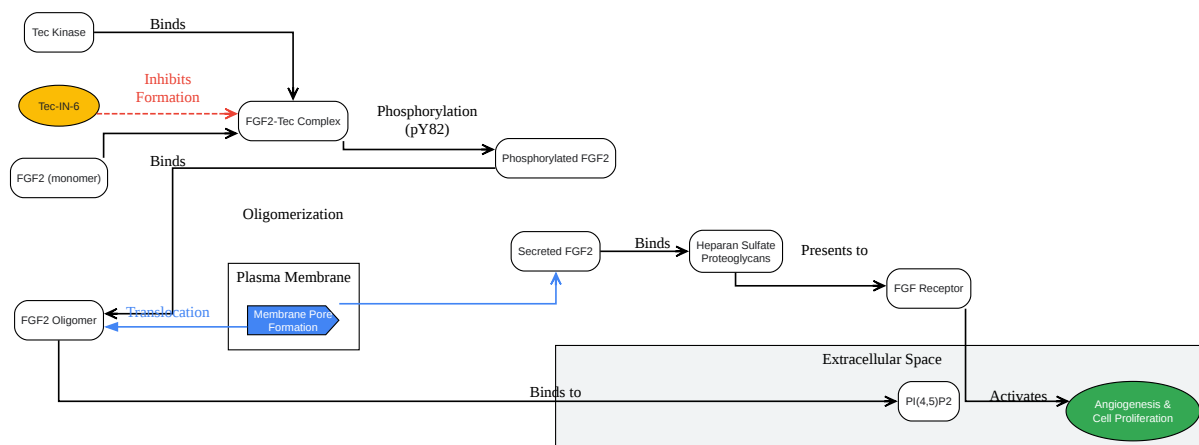 Tec Kinase
Binds
Tec-IN-6
Inhibits
Formation
FGF2-Tec Complex
Phosphorylation
(pY82)
FGF2 (monomer)
Binds
Phosphorylated FGF2
Oligomerization
Secreted FGF2
Binds
Heparan Sulfate
Proteoglycans
Presents to
FGF Receptor
Plasma Membrane
Membrane Pore
Formation
Translocation
FGF2 Oligomer
Extracellular Space
Binds to
PI(4,5)P2
Activates
Angiogenesis &
Cell Proliferation